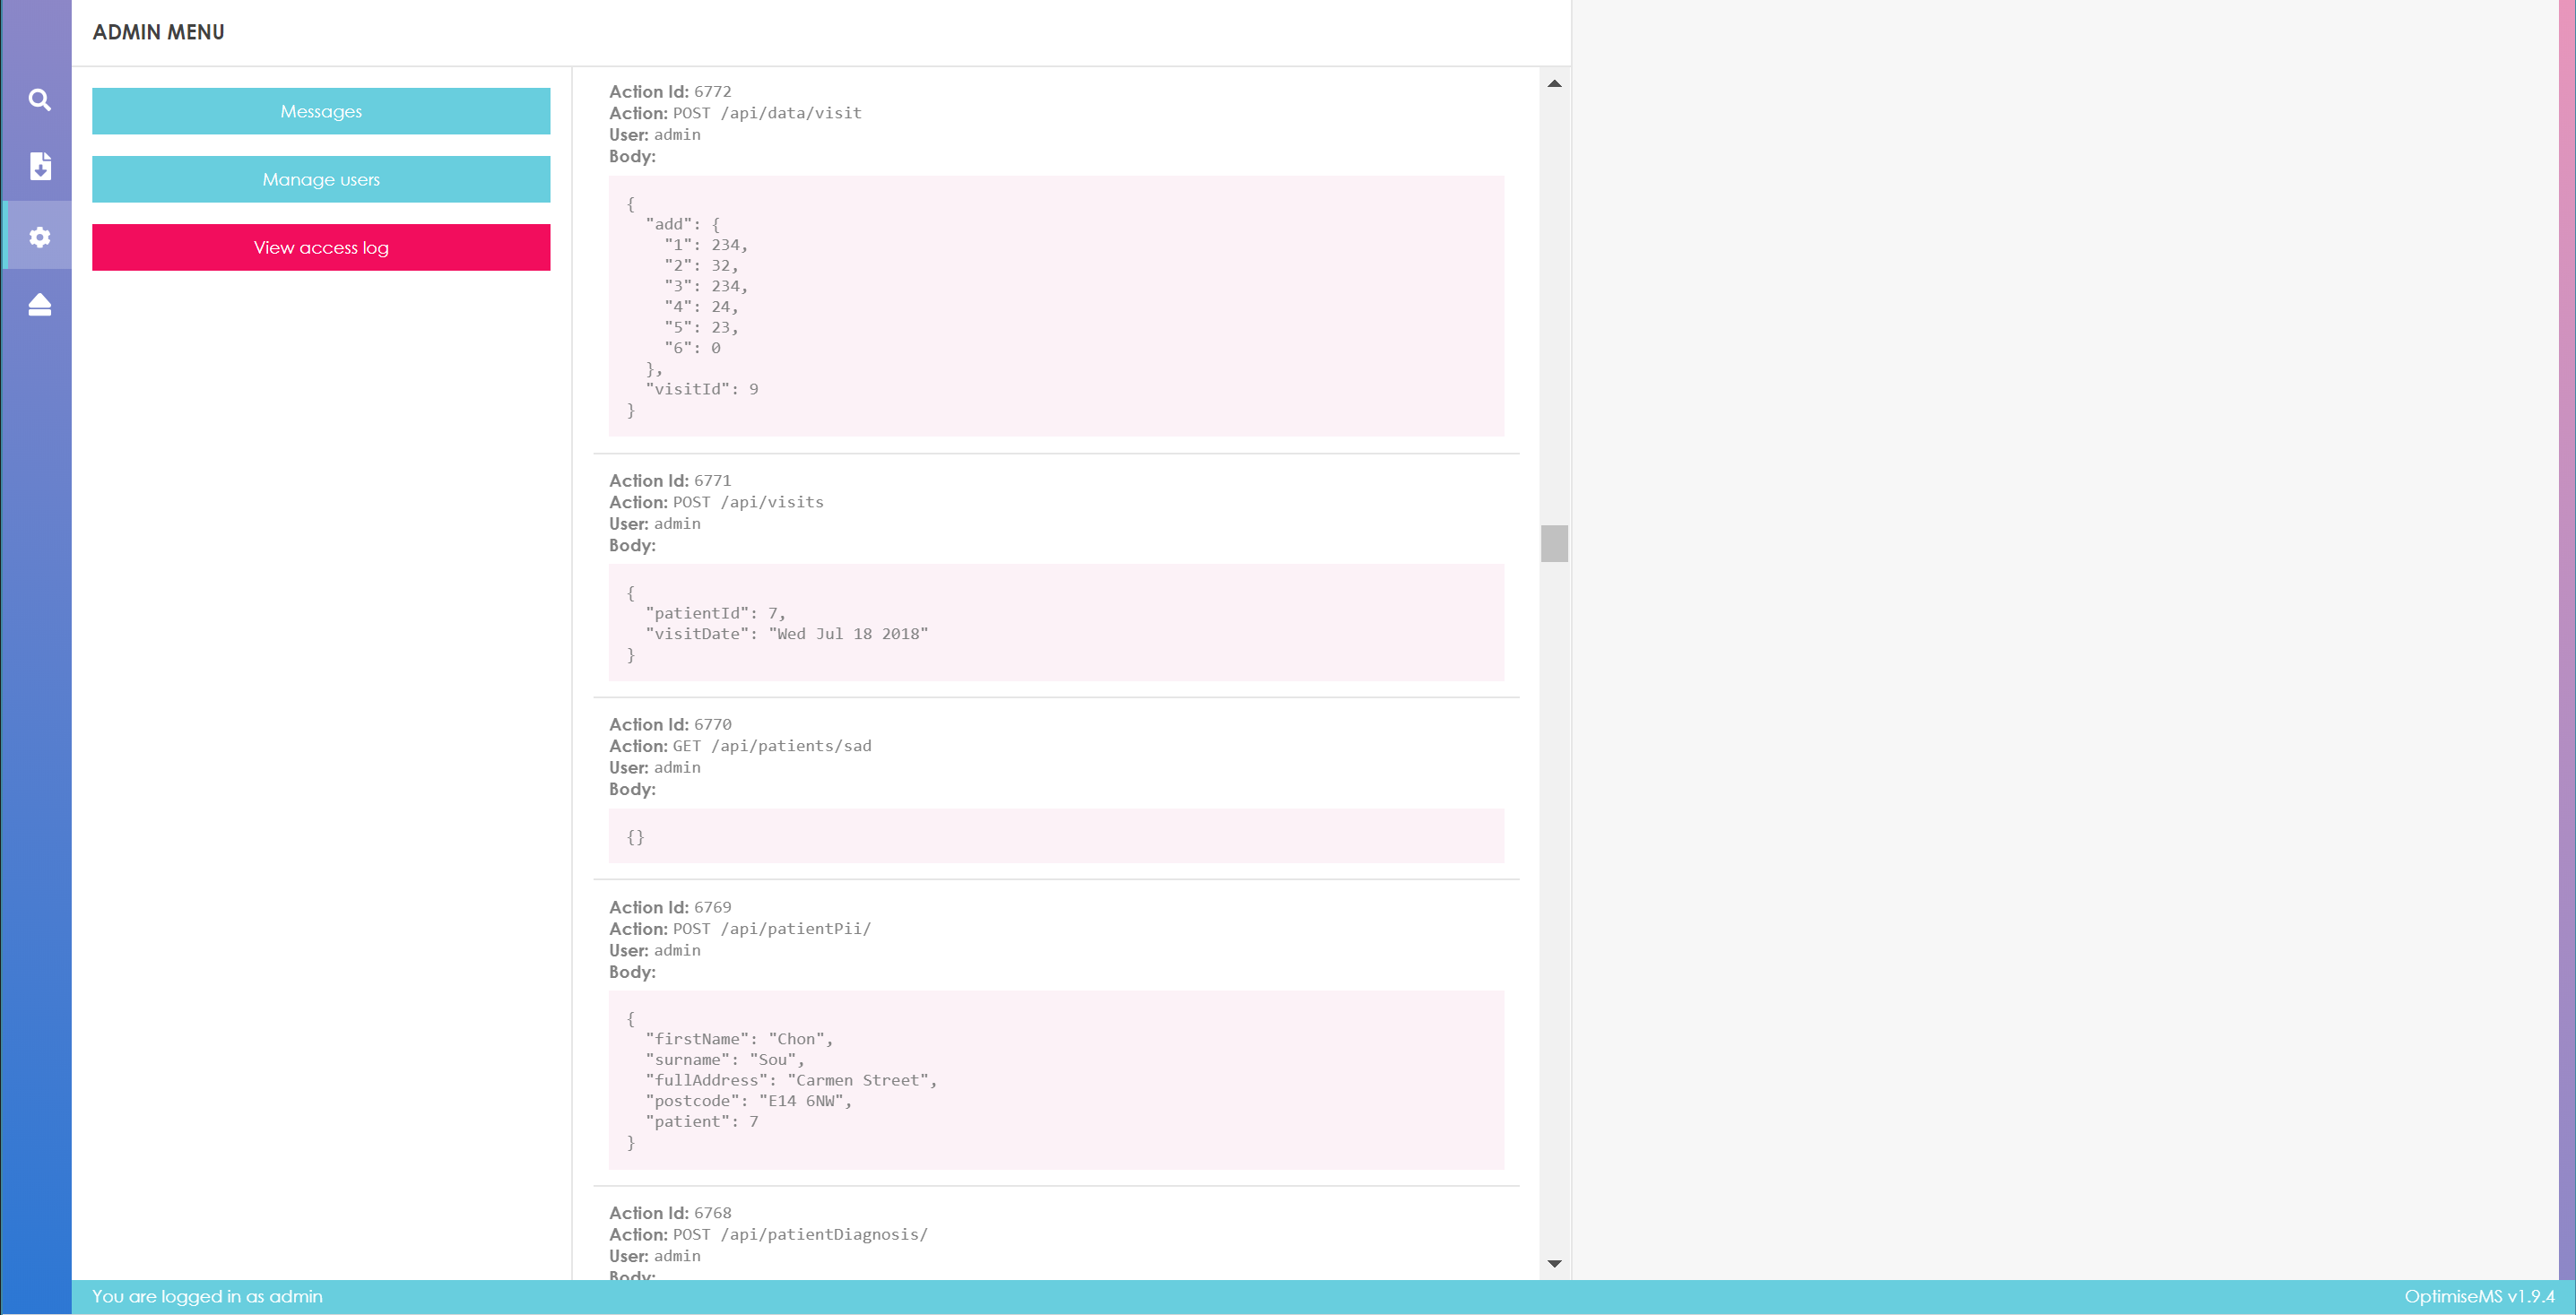 ADMIN MENU
Messages
Manage users
View access log
Action Id: 6772
Action: POST /api/data/visit
User: admin
Body:
{
  "add": {
    "1": 234,
    "2": 32,
    "3": 234,
    "4": 24,
    "5": 23,
    "6": 0
  },
  "visitId": 9
}
Action Id: 6771
Action: POST /api/visits
User: admin
Body:
{
  "patientId": 7,
  "visitDate": "Wed Jul 18 2018"
}
Action Id: 6770
Action: GET /api/patients/sad
User: admin
Body:
{}
Action Id: 6769
Action: POST /api/patientPii/
User: admin
Body:
{
  "firstName": "Chon",
  "surname": "Sou",
  "fullAddress": "Carmen Street",
  "postcode": "E14 6NW",
  "patient": 7
}
Action Id: 6768
Action: POST /api/patientDiagnosis/
User: admin
Body:
You are logged in as admin
OptimiseMS v1.9.4